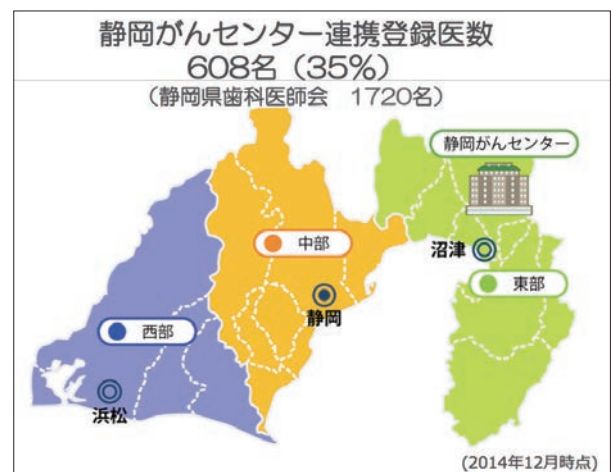 静岡がんセンター連携登録医数
608名（35%）
（静岡県歯科医師会　1720名）
静岡がんセンター
中部
沼津
東部
静岡
西部
浜松
(2014年12月時点)